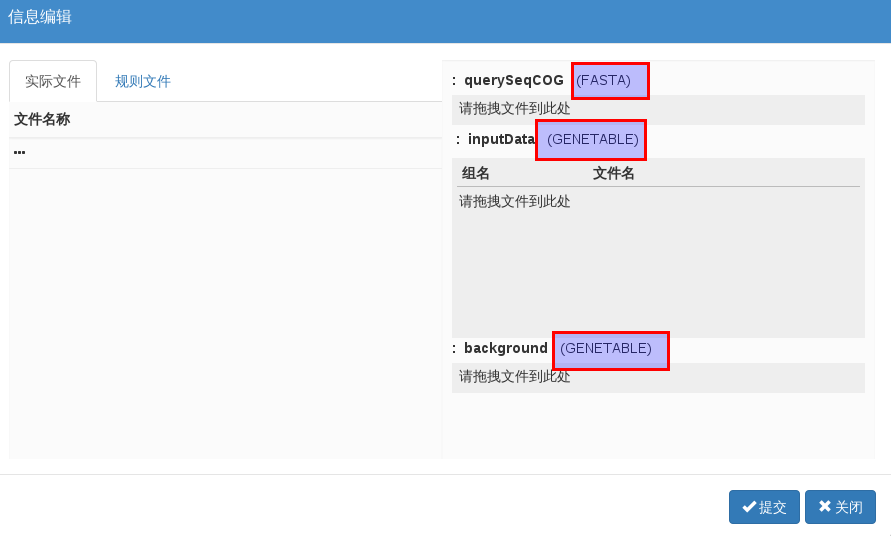 信息编辑
实际文件 规则文件
文件名称
...
: querySeqCOG (FASTA)
请拖拽文件到此处
: inputData (GENETABLE)
组名 文件名
请拖拽文件到此处
: background (GENETABLE)
请拖拽文件到此处
提交 关闭